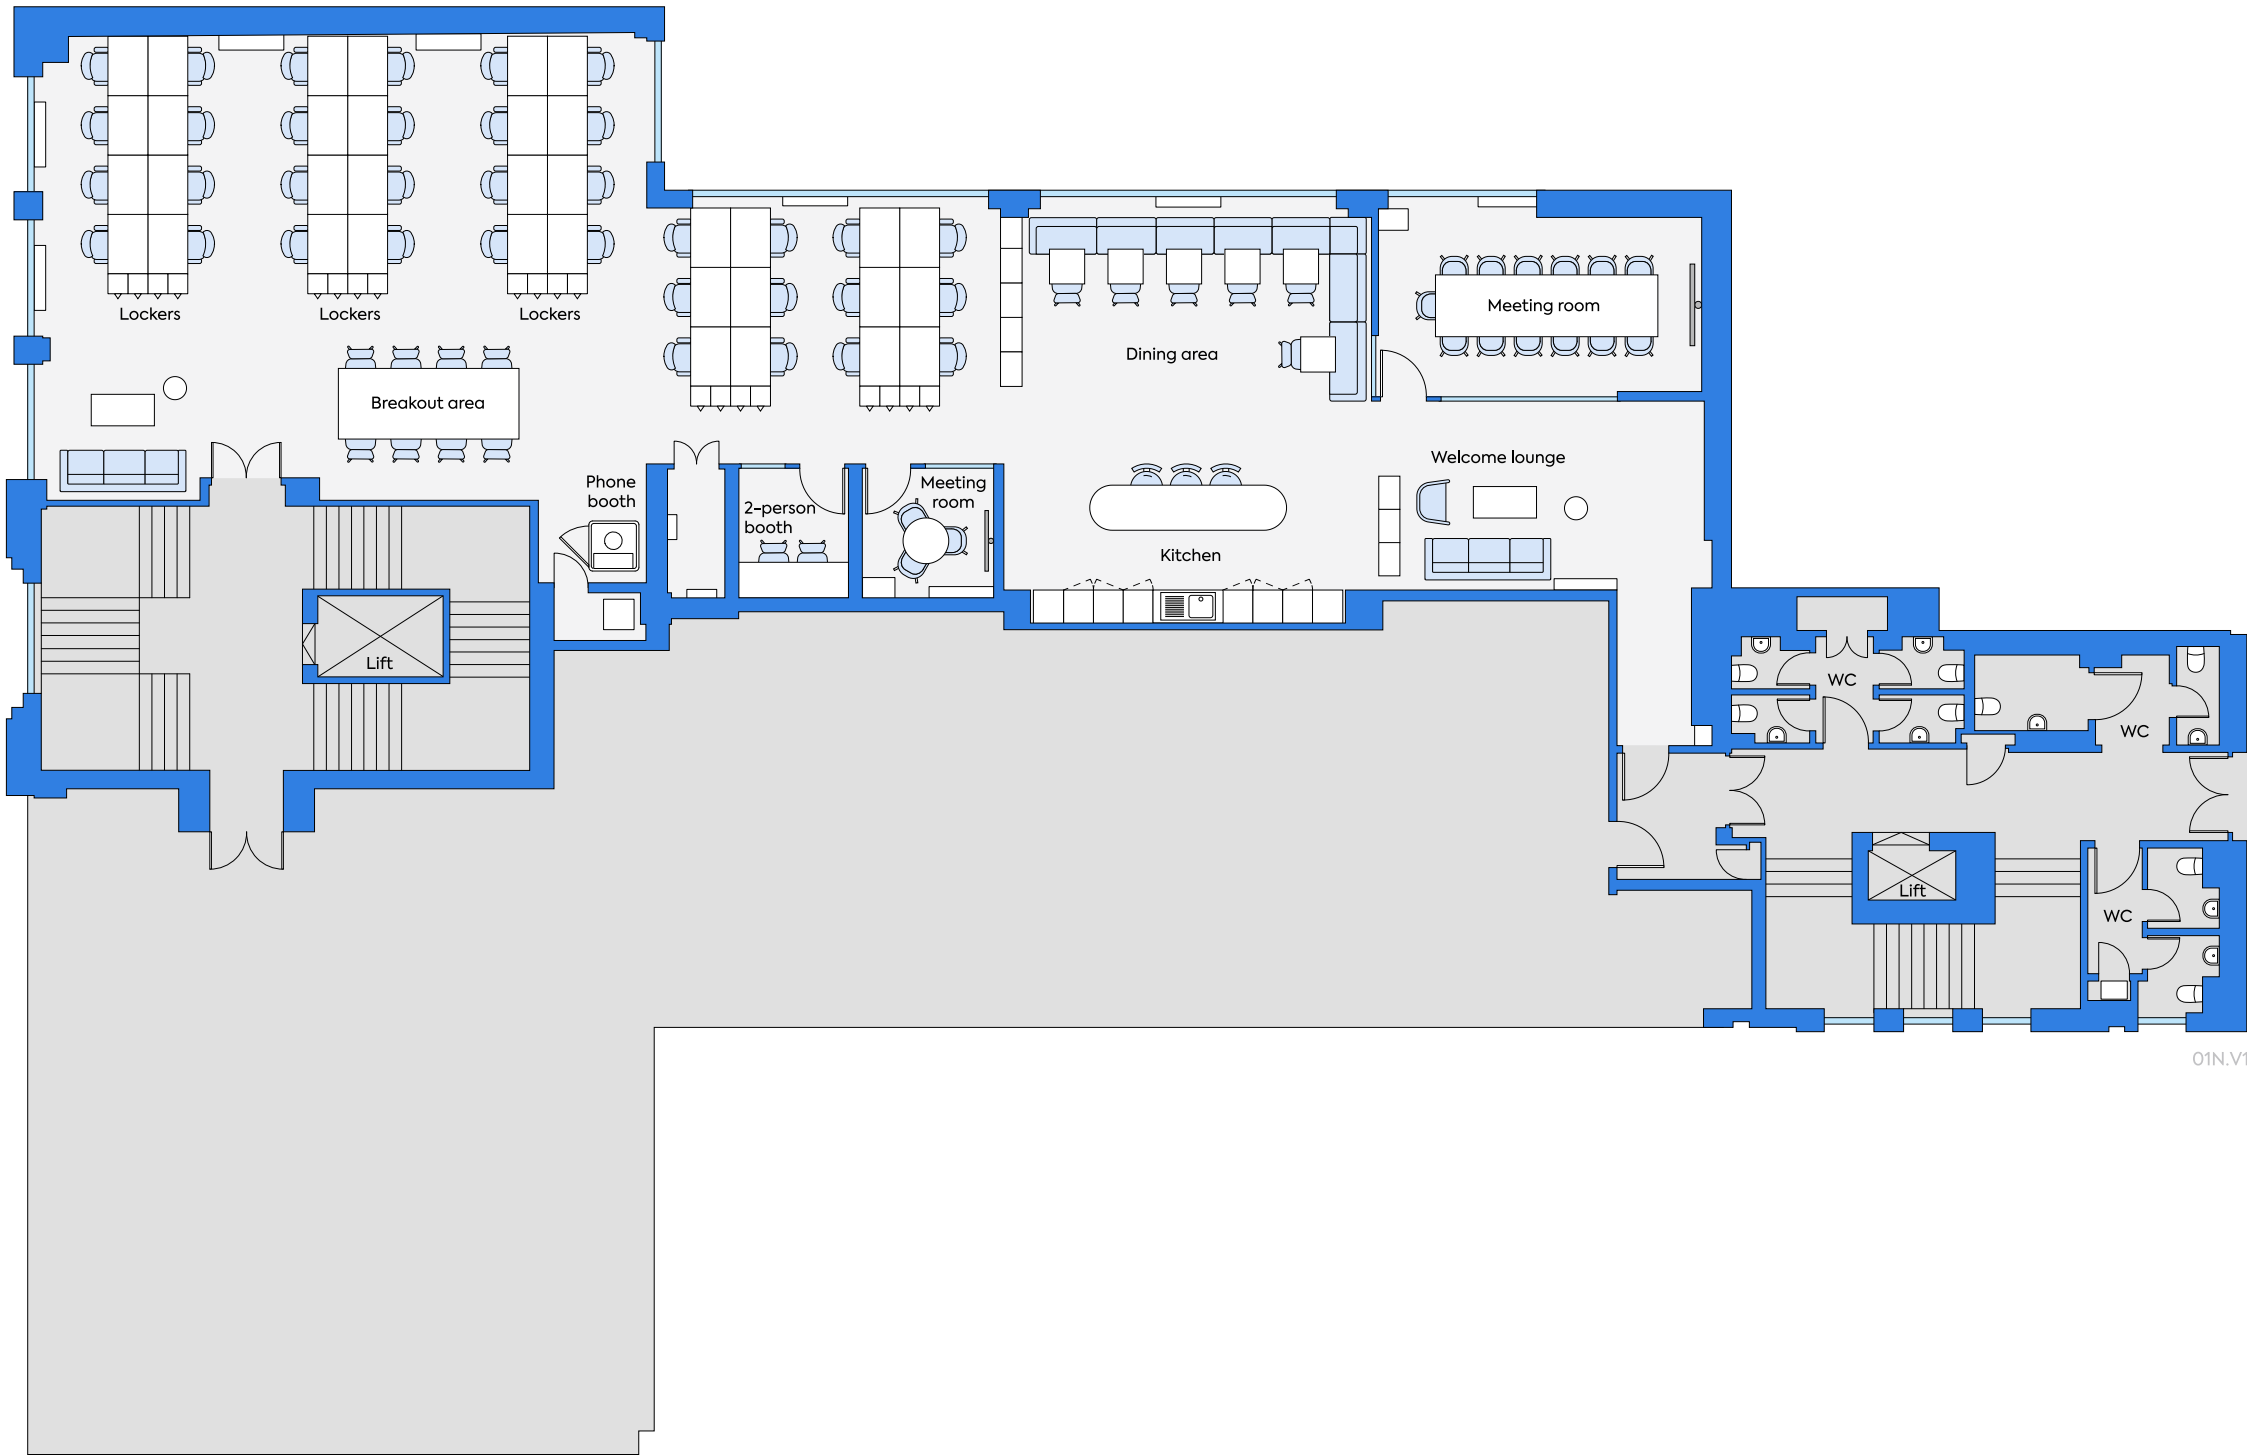 Lockers
Lockers
Lockers
Meeting room
Dining area
Breakout area
Welcome lounge
Phone
booth
2-person
booth
Meeting
room
Kitchen
Lift
WC
WC
Lift
WC
01N.V1